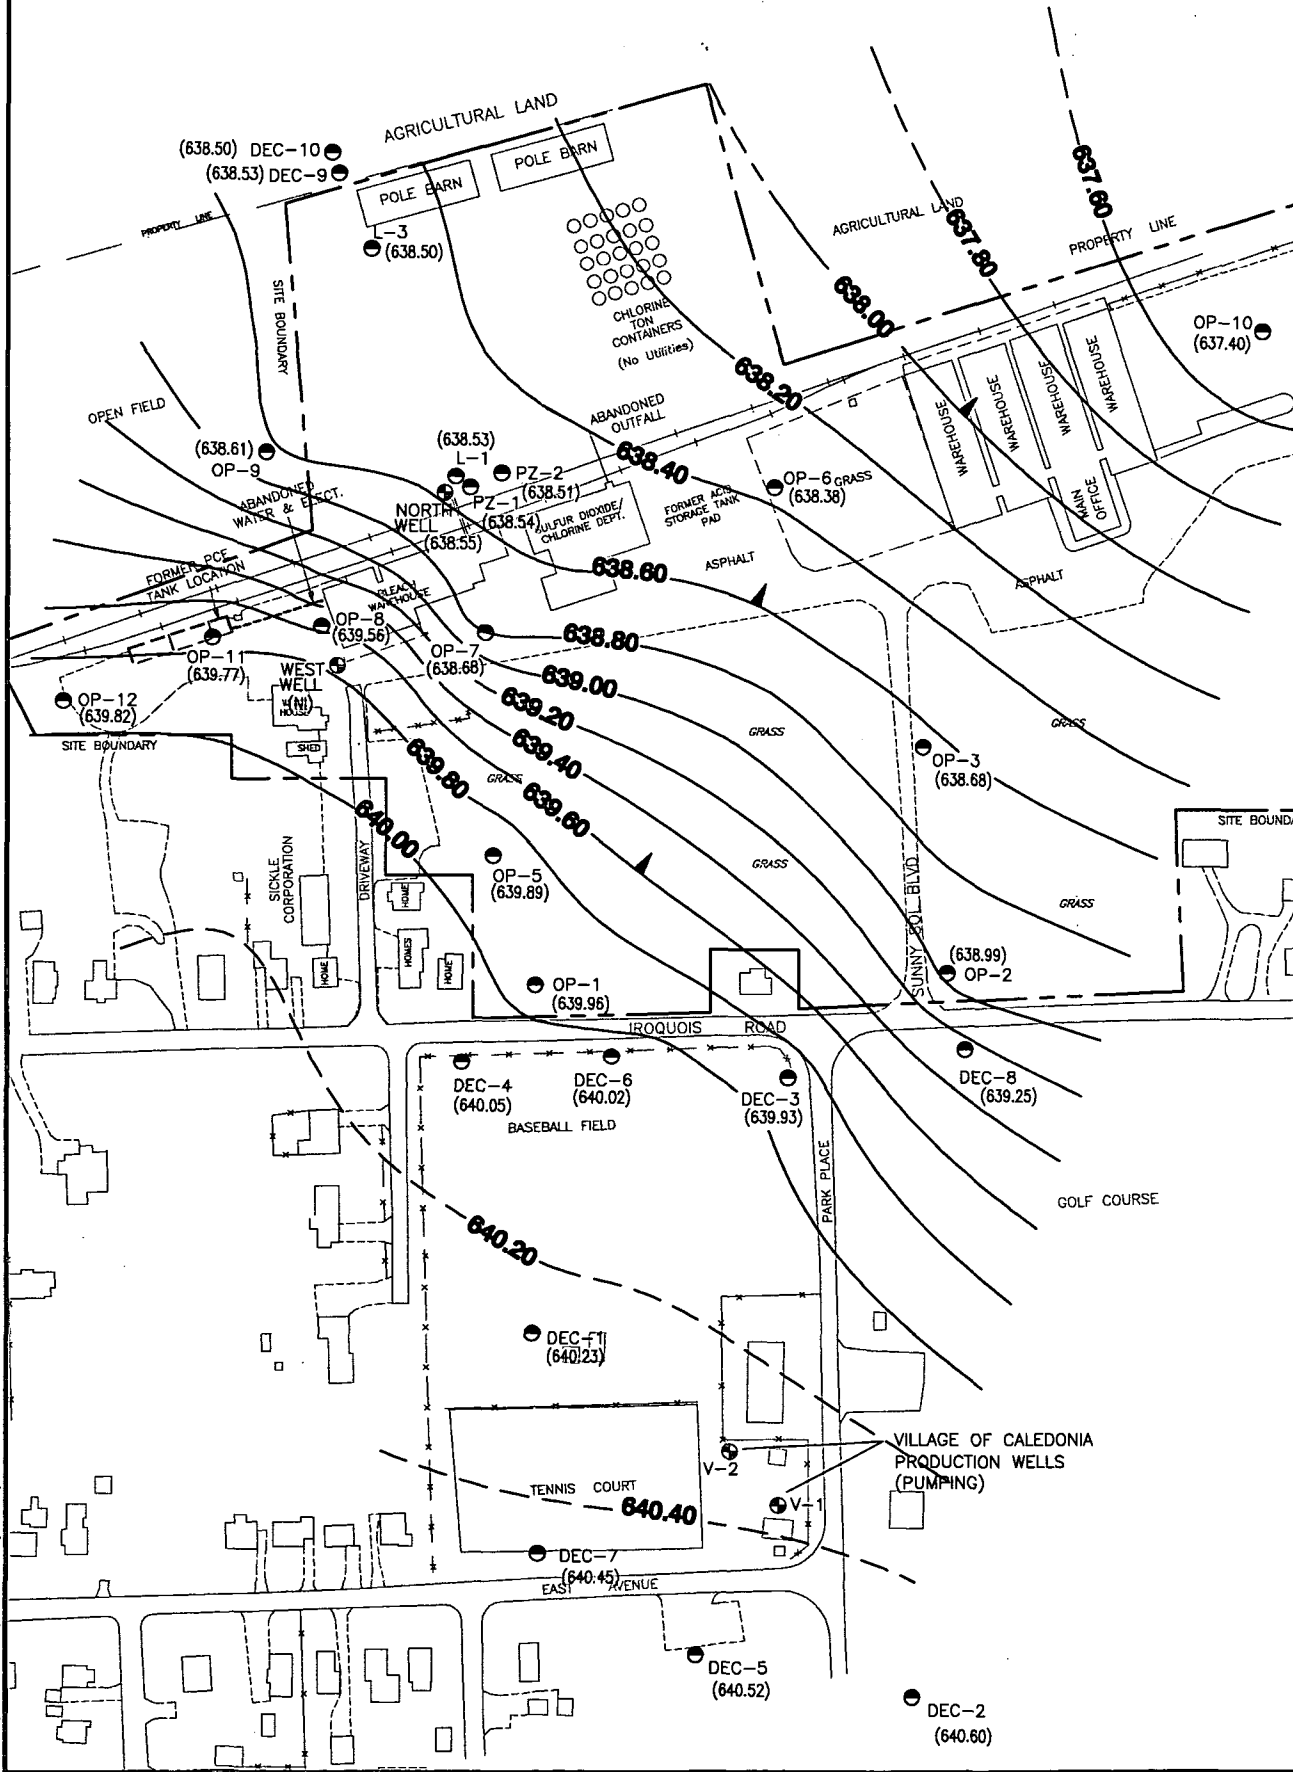 AGRICULTURAL LAND
(638.50) DEC-10
(638.53) DEC-9
POLE BARN
POLE BARN
PROPERTY LINE
L-3
(638.50)
AGRICULTURAL LAND
637.60
637.80
PROPERTY LINE
SITE BOUNDARY
638.00
CHLORINE
TON
CONTAINERS
(No Utilities)
OP-10
(637.40)
638.20
WAREHOUSE
WAREHOUSE
WAREHOUSE
WAREHOUSE
OPEN FIELD
ABANDONED
OUTFALL
(638.61)
OP-9
(638.53)
L-1
638.40
PZ-2
(638.51)
PZ-1
(638.54)
OP-6
(638.38)
GRASS
ABANDONED
WATER & ELECT.
NORTH
WELL
(638.55)
SULFUR DIOXIDE/
CHLORINE DEPT.
FORMER ACID
STORAGE TANK
PAD
MAIN
OFFICE
ASPHALT
ASPHALT
638.60
FORMER PCE
TANK LOCATION
BLEACH
WAREHOUSE
OP-8
(639.56)
638.80
OP-7
(638.68)
OP-11
(639.77)
WEST
WELL
(NI)
HOUSE
639.00
639.20
OP-12
(639.82)
SITE BOUNDARY
SHED
639.40
GRASS
GRASS
OP-3
(638.68)
639.80
GRASS
639.60
640.00
SITE BOUNDA
SICKLE
CORPORATION
DRIVEWAY
OP-5
(639.89)
GRASS
SUNNY SOL BLVD
GRASS
HOME
HOMES
HOME
HOME
(638.99)
OP-2
OP-1
(639.96)
IROQUOIS ROAD
DEC-4
(640.05)
DEC-6
(640.02)
DEC-3
(639.93)
DEC-8
(639.25)
BASEBALL FIELD
PARK PLACE
GOLF COURSE
640.20
DEC-11
(640.23)
VILLAGE OF CALEDONIA
PRODUCTION WELLS
(PUMPING)
V-2
V-1
TENNIS COURT
640.40
DEC-7
(640.45)
EAST AVENUE
DEC-5
(640.52)
DEC-2
(640.60)